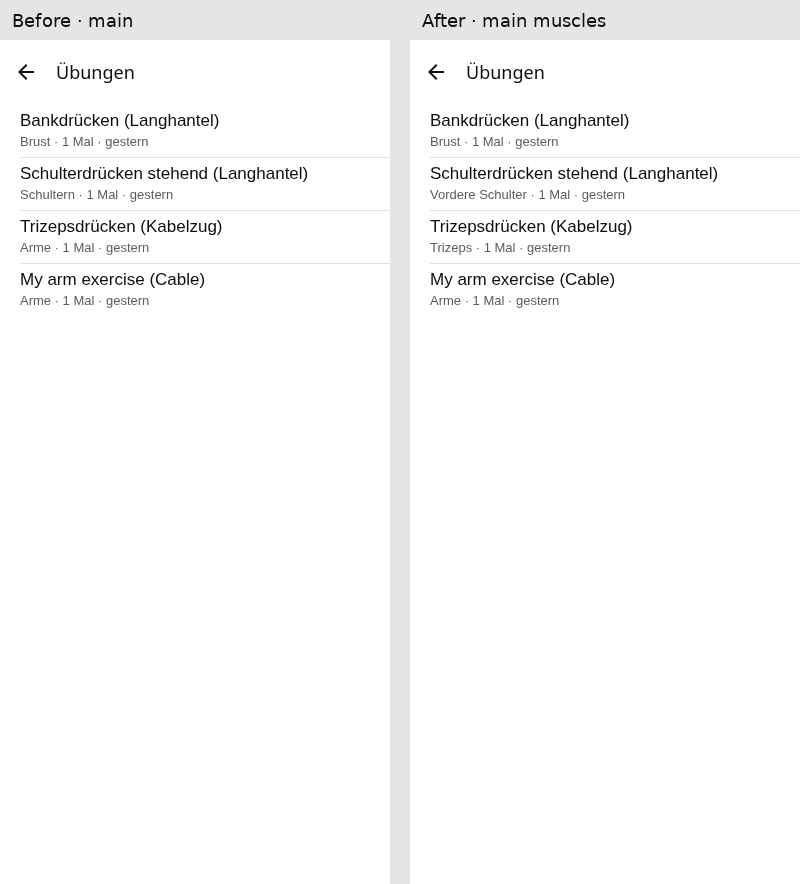 Before · main
Übungen
Bankdrücken (Langhantel)
Brust · 1 Mal · gestern
Schulterdrücken stehend (Langhantel)
Schultern · 1 Mal · gestern
Trizepsdrücken (Kabelzug)
Arme · 1 Mal · gestern
My arm exercise (Cable)
Arme · 1 Mal · gestern
After · main muscles
Übungen
Bankdrücken (Langhantel)
Brust · 1 Mal · gestern
Schulterdrücken stehend (Langhantel)
Vordere Schulter · 1 Mal · gestern
Trizepsdrücken (Kabelzug)
Trizeps · 1 Mal · gestern
My arm exercise (Cable)
Arme · 1 Mal · gestern